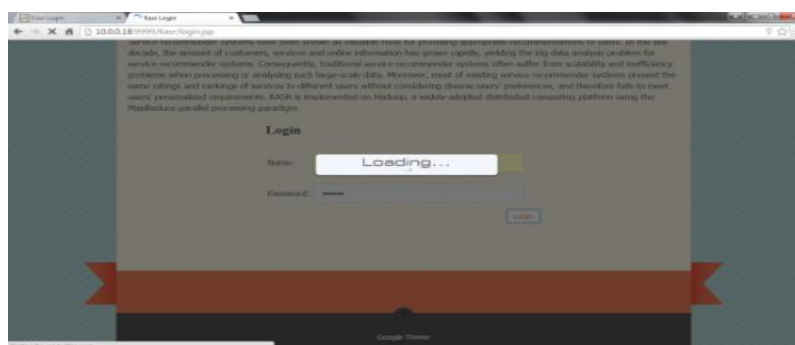 Kasr Login
10.0.0.18:9999/Kasr/login.jsp
Service recommender systems have been shown as valuable tools for providing appropriate recommendations to users. In the last
decade, the amount of customers, services and online information has grown rapidly, yielding the big data analysis problem for
service recommender systems. Consequently, traditional service recommender systems often suffer from scalability and inefficiency
problems when processing or analysing such large-scale data. Moreover, most of existing service recommender systems present the
same ratings and rankings of services to different users without considering diverse users' preferences, and therefore fails to meet
users' personalized requirements. KASR is implemented on Hadoop, a widely-adopted distributed computing platform using the
MapReduce parallel processing paradigm.
Login
Name:
Loading...
Password:
Login
Google Theme